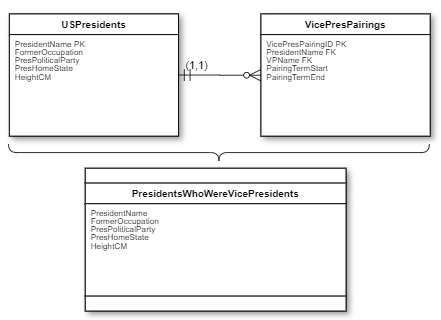 USPresidents
PresidentName PK
FormerOccupation
PresPoliticalParty
PresHomeState
HeightCM
(1,1)
VicePresPairings
VicePresPairingID PK
PresidentName FK
VPName FK
PairingTermStart
PairingTermEnd
PresidentsWhoWereVicePresidents
PresidentName
FormerOccupation
PresPoliticalParty
PresHomeState
HeightCM